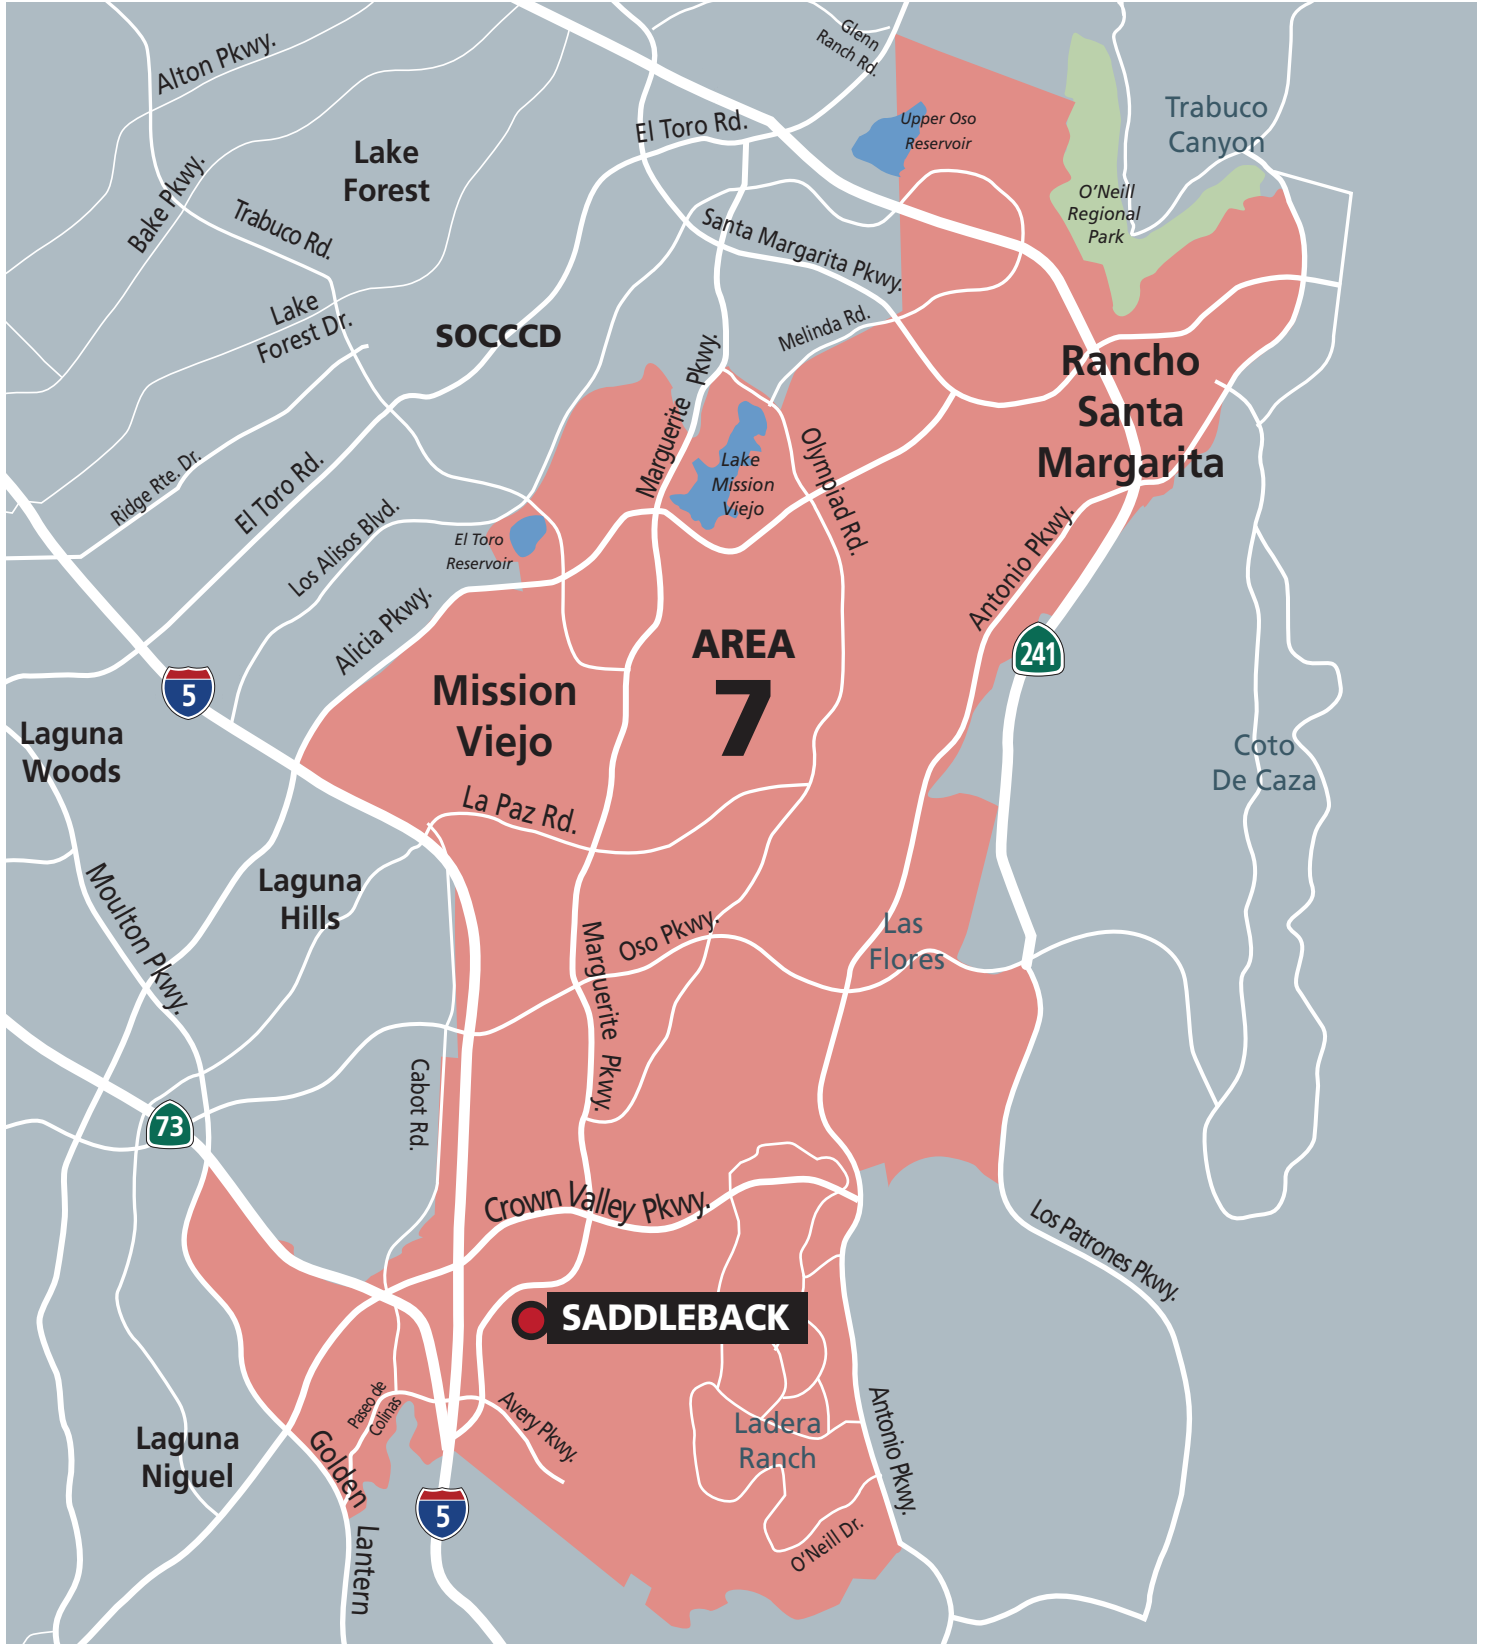 Glenn
Ranch Rd.
Alton Pkwy.
Trabuco
Canyon
Upper Oso
Reservoir
El Toro Rd.
Lake
Forest
Bake Pkwy.
O'Neill
Regional
Park
Trabuco Rd.
Santa Margarita Pkwy.
Lake
Forest Dr.
SOCCCD
Melinda Rd.
Marguerite Pkwy.
Rancho
Santa
Margarita
Ridge Rte. Dr.
El Toro Rd.
Lake
Mission
Viejo
Olympiad Rd.
Los Alisos Blvd.
El Toro
Reservoir
Antonio Pkwy.
Alicia Pkwy.
AREA
7
241
5
Mission
Viejo
Laguna
Woods
Coto
De Caza
La Paz Rd.
Moulton Pkwy.
Laguna
Hills
Las
Flores
Oso Pkwy.
Marguerite Pkwy.
Cabot Rd.
73
Crown Valley Pkwy.
Los Patrones Pkwy.
SADDLEBACK
Paseo de
Colinas
Avery Pkwy.
Ladera
Ranch
Antonio Pkwy.
Laguna
Niguel
Golden
Lantern
5
O'Neill Dr.